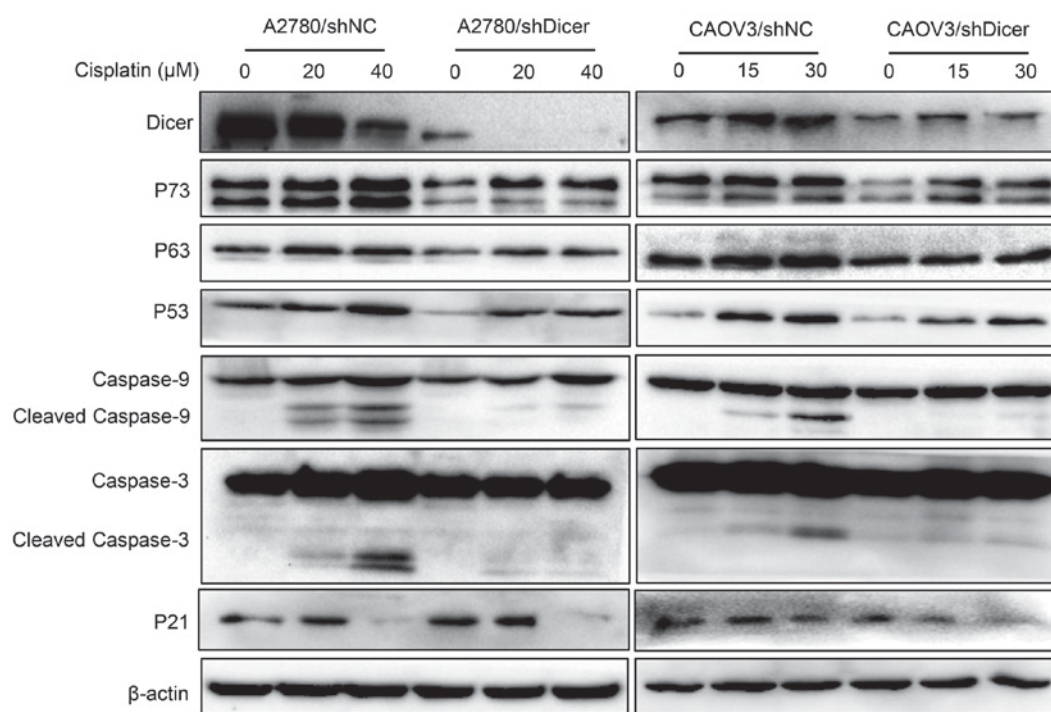 A2780/shNC A2780/shDicer CAOV3/shNC CAOV3/shDicer
Cisplatin (μM) 0 20 40 0 20 40 0 15 30 0 15 30
Dicer
P73
P63
P53
Caspase-9
Cleaved Caspase-9
Caspase-3
Cleaved Caspase-3
P21
β-actin